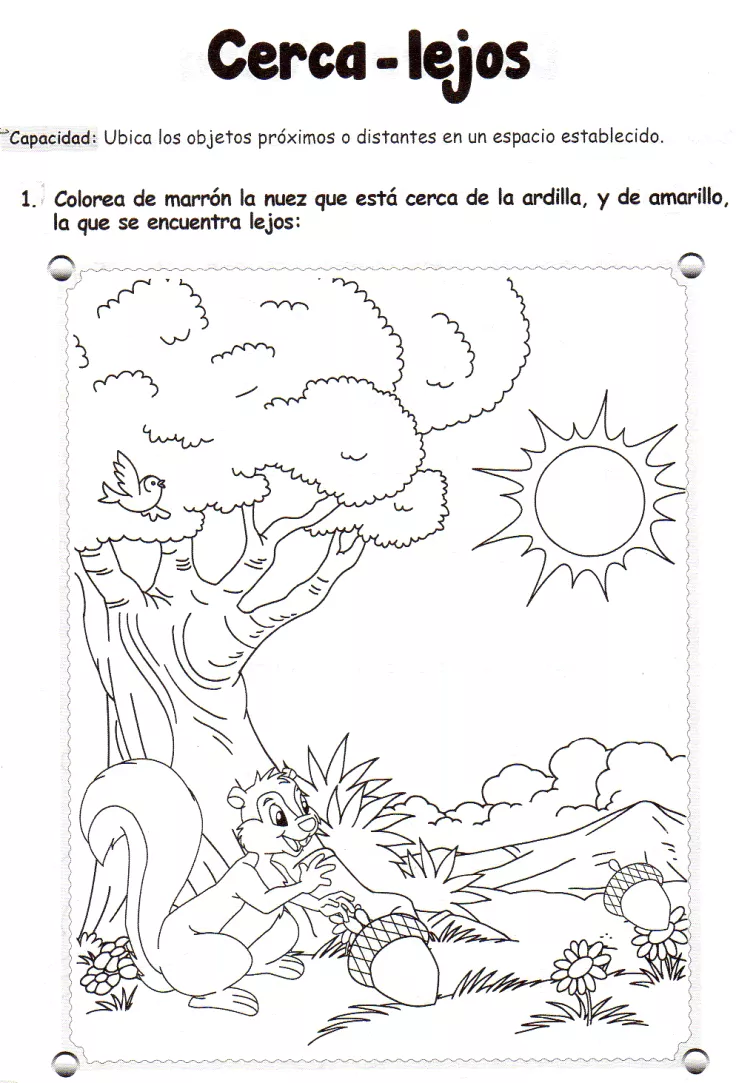 Cerca - lejos
Capacidad: Ubica los objetos próximos o distantes en un espacio establecido.
1. Colorea de marrón la nuez que está cerca de la ardilla, y de amarillo,
la que se encuentra lejos: